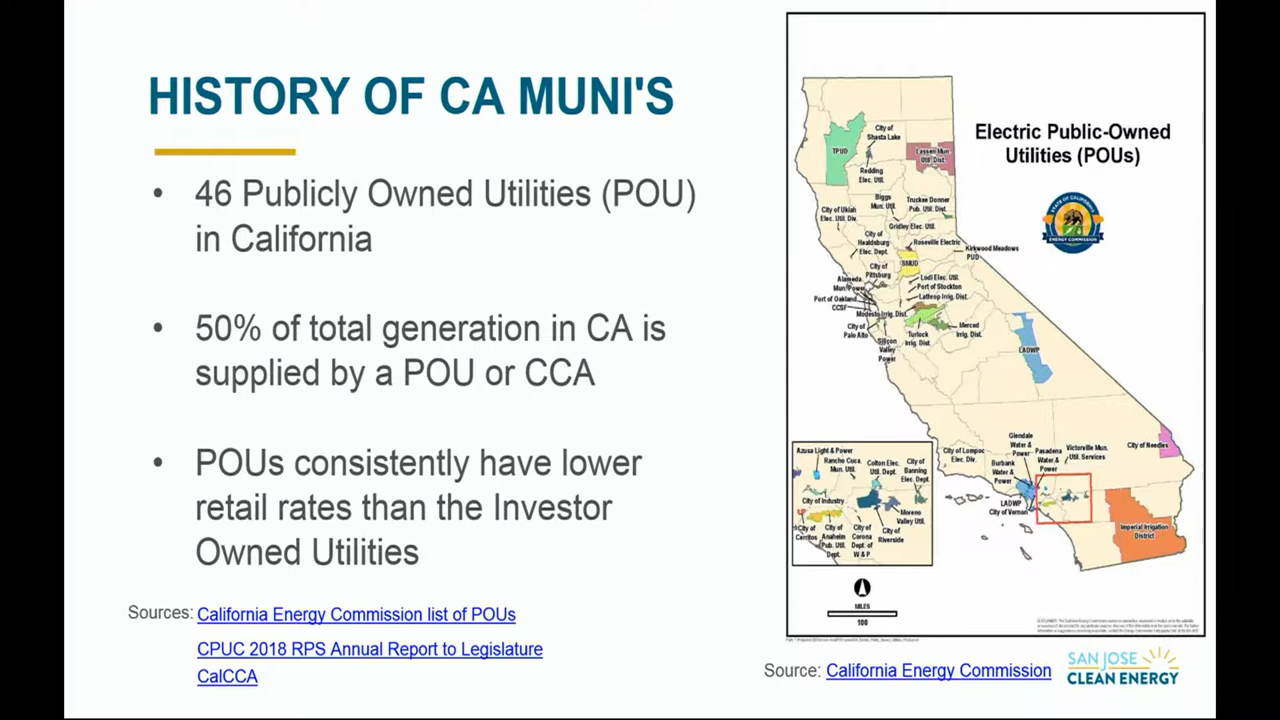 HISTORY OF CA MUNI'S
• 46 Publicly Owned Utilities (POU)
in California
• 50% of total generation in CA is
supplied by a POU or CCA
• POUs consistently have lower
retail rates than the Investor
Owned Utilities
Sources: California Energy Commission list of POUs
CPUC 2018 RPS Annual Report to Legislature
CalCCA
Electric Public-Owned
Utilities (POUs)
STATE OF CALIFORNIA
ENERGY COMMISSION
TPUD
City of
Shasta Lake
Lassen Mun.
Util. Dist.
Redding
Elec. Util.
Biggs
Mun. Util.
Truckee Donner
Pub. Util. Dist.
City of Ukiah
Elec. Util. Div.
Gridley Elec. Util.
City of
Healdsburg
Elec. Dept.
Roseville Electric
Kirkwood Meadows
PUD
SMUD
City of
Pittsburg
Lodi Elec. Util.
Alameda
Mun. Power
Port of Stockton
Lathrop Irrig. Dist.
Port of Oakland
CCSF
Modesto Irrig. Dist.
City of
Palo Alto
Turlock
Irrig. Dist
Merced
Irrig. Dist.
Silicon
Valley
Power
LADWP
City of Needles
Glendale
Water &
Power
Pasadena
Water &
Power
Victorville Mun.
Util. Services
City of Lompoc
Elec. Div.
Burbank
Water &
Power
LADWP
City of Vernon
Imperial Irrigation
District
Azusa Light & Power
Rancho Cuca.
Mun. Util.
Colton Elec.
Util. Dept.
City of
Banning
Elec. Dept.
City of Industry
Moreno
Valley Util.
City of
Cerritos
City of
Anaheim
Pub. Util.
Dept.
City of
Corona
Dept. of
W & P
City of
Riverside
MILES
100
Source: California Energy Commission
SAN JOSE
CLEAN ENERGY